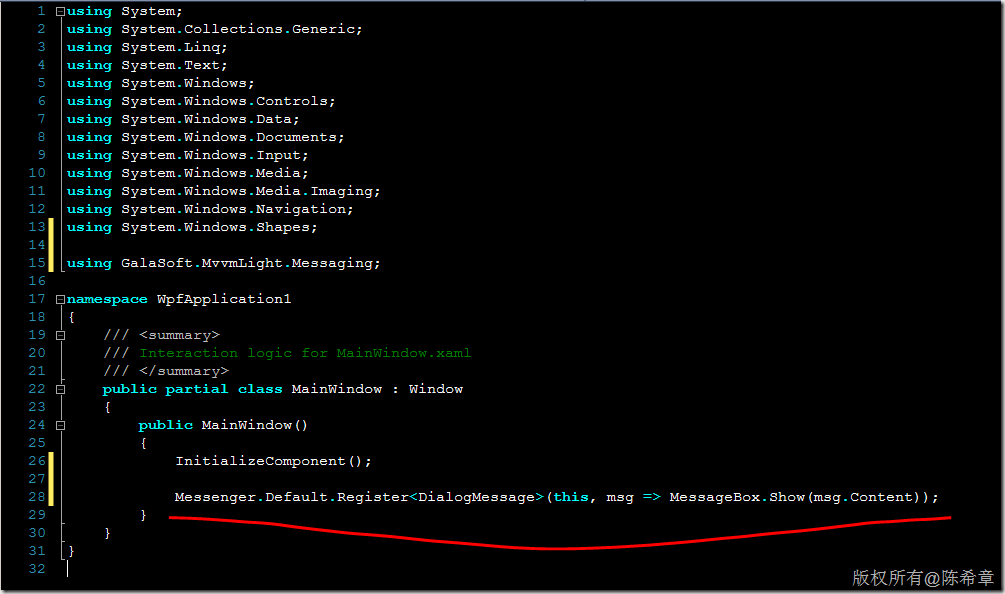 1 using System;
2 using System.Collections.Generic;
3 using System.Linq;
4 using System.Text;
5 using System.Windows;
6 using System.Windows.Controls;
7 using System.Windows.Data;
8 using System.Windows.Documents;
9 using System.Windows.Input;
10 using System.Windows.Media;
11 using System.Windows.Media.Imaging;
12 using System.Windows.Navigation;
13 using System.Windows.Shapes;
14
15 using GalaSoft.MvvmLight.Messaging;
16
17 namespace WpfApplication1
18 {
19     /// <summary>
20     /// Interaction logic for MainWindow.xaml
21     /// </summary>
22     public partial class MainWindow : Window
23     {
24         public MainWindow()
25         {
26             InitializeComponent();
27
28             Messenger.Default.Register<DialogMessage>(this, msg => MessageBox.Show(msg.Content));
29         }
30     }
31 }
32
版权所有@陈希章